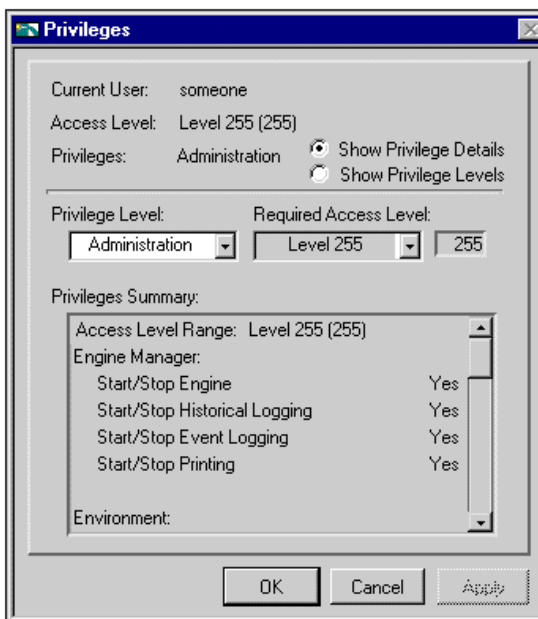 Privileges
Current User: someone
Access Level: Level 255 (255)
Privileges: Administration
Show Privilege Details
Show Privilege Levels
Privilege Level: Required Access Level:
Administration Level 255 255
Privileges Summary:
Access Level Range: Level 255 (255)
Engine Manager:
Start/Stop Engine Yes
Start/Stop Historical Logging Yes
Start/Stop Event Logging Yes
Start/Stop Printing Yes
Environment:
OK Cancel Apply